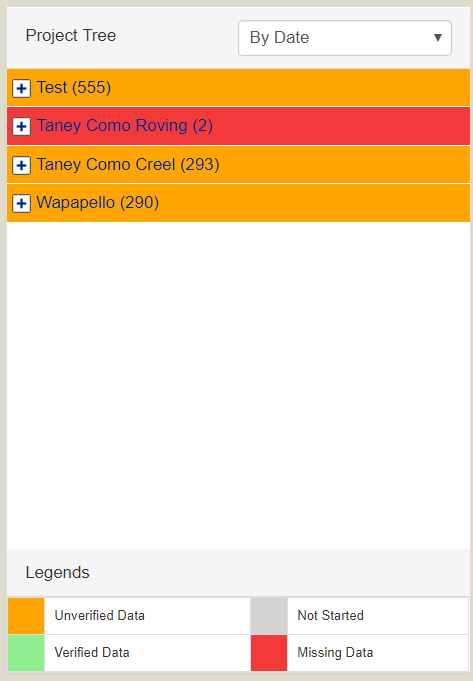 Project Tree
By Date
Test (555)
Taney Como Roving (2)
Taney Como Creel (293)
Wapapello (290)
Legends
Unverified Data
Not Started
Verified Data
Missing Data